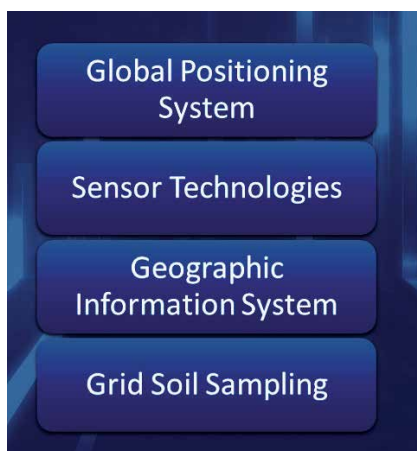 Global Positioning
System
Sensor Technologies
Geographic
Information System
Grid Soil Sampling